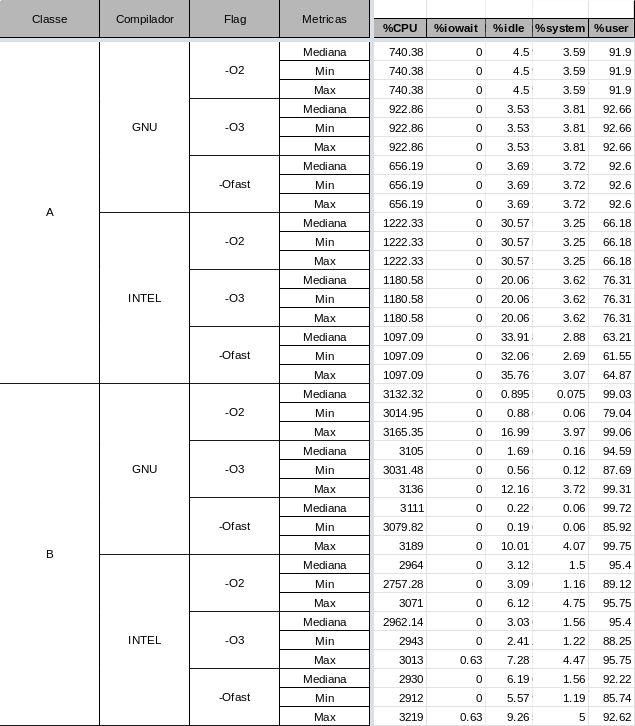 Classe Compilador Flag Metricas %CPU %iowait %idle %system %user
A GNU -O2 Mediana 740.38 0 4.5 3.59 91.9
Min 740.38 0 4.5 3.59 91.9
Max 740.38 0 4.5 3.59 91.9
-O3 Mediana 922.86 0 3.53 3.81 92.66
Min 922.86 0 3.53 3.81 92.66
Max 922.86 0 3.53 3.81 92.66
-Ofast Mediana 656.19 0 3.69 3.72 92.6
Min 656.19 0 3.69 3.72 92.6
Max 656.19 0 3.69 3.72 92.6
INTEL -O2 Mediana 1222.33 0 30.57 3.25 66.18
Min 1222.33 0 30.57 3.25 66.18
Max 1222.33 0 30.57 3.25 66.18
-O3 Mediana 1180.58 0 20.06 3.62 76.31
Min 1180.58 0 20.06 3.62 76.31
Max 1180.58 0 20.06 3.62 76.31
-Ofast Mediana 1097.09 0 33.91 2.88 63.21
Min 1097.09 0 32.06 2.69 61.55
Max 1097.09 0 35.76 3.07 64.87
B GNU -O2 Mediana 3132.32 0 0.895 0.075 99.03
Min 3014.95 0 0.88 0.06 79.04
Max 3165.35 0 16.99 3.97 99.06
-O3 Mediana 3105 0 1.69 0.16 94.59
Min 3031.48 0 0.56 0.12 87.69
Max 3136 0 12.16 3.72 99.31
-Ofast Mediana 3111 0 0.22 0.06 99.72
Min 3079.82 0 0.19 0.06 85.92
Max 3189 0 10.01 4.07 99.75
INTEL -O2 Mediana 2964 0 3.12 1.5 95.4
Min 2757.28 0 3.09 1.16 89.12
Max 3071 0 6.12 4.75 95.75
-O3 Mediana 2962.14 0 3.03 1.56 95.4
Min 2943 0 2.41 1.22 88.25
Max 3013 0.63 7.28 4.47 95.75
-Ofast Mediana 2930 0 6.19 1.56 92.22
Min 2912 0 5.57 1.19 85.74
Max 3219 0.63 9.26 5 92.62